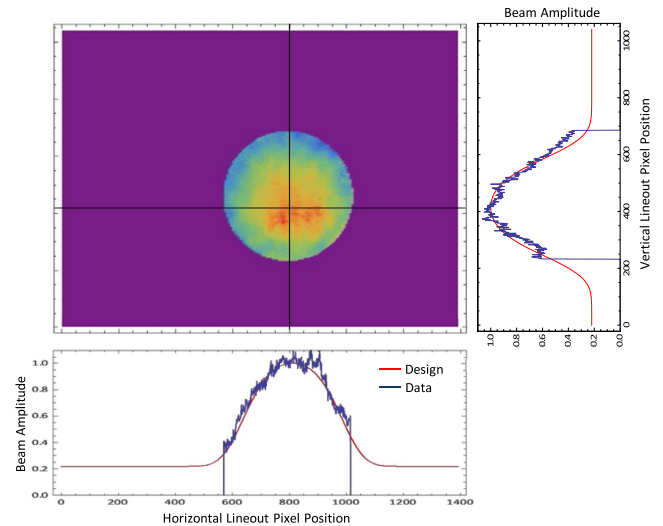 Beam Amplitude
0 200 400 600 800 1000
Vertical Lineout Pixel Position
1.0 0.8 0.6 0.4 0.2 0.0
Beam Amplitude
1.0
0.8
0.6
0.4
0.2
0.0
Design
Data
0 200 400 600 800 1000 1200 1400
Horizontal Lineout Pixel Position